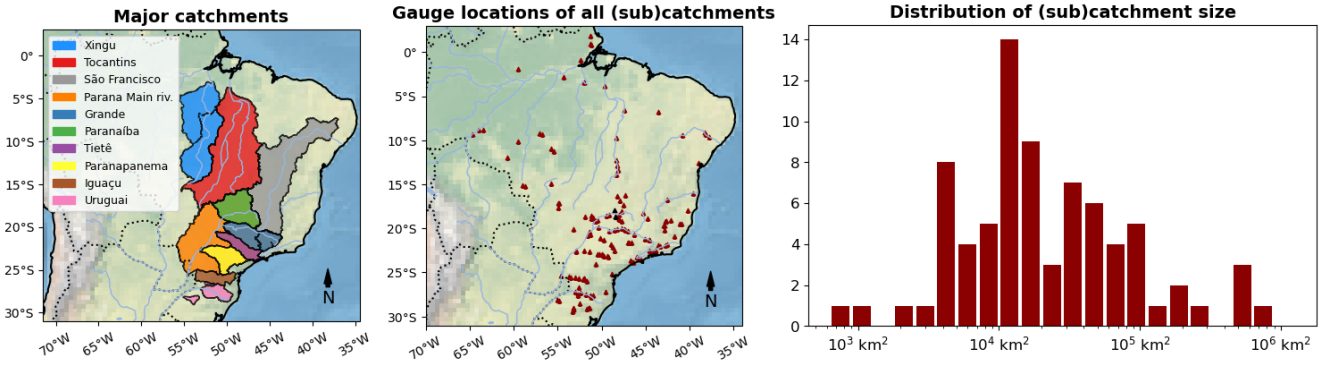 Major catchments
Gauge locations of all (sub)catchments
Distribution of (sub)catchment size
Xingu
Tocantins
São Francisco
Parana Main riv.
Grande
Paranaíba
Tietê
Paranapanema
Iguaçu
Uruguai
0°
5°S
10°S
15°S
20°S
25°S
30°S
N
70°W
65°W
60°W
55°W
50°W
45°W
40°W
35°W
0°
5°S
10°S
15°S
20°S
25°S
30°S
N
70°W
65°W
60°W
55°W
50°W
45°W
40°W
35°W
14
12
10
8
6
4
2
0
10³ km²
10⁴ km²
10⁵ km²
10⁶ km²